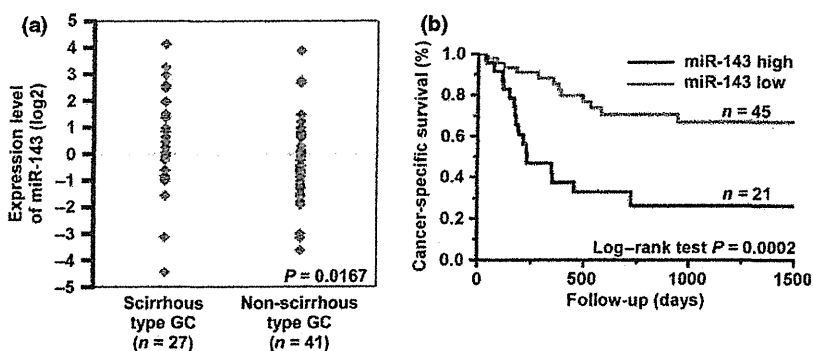 (a)
Expression level
of miR-143 (log2)
5
4
3
2
1
0
–1
–2
–3
–4
–5
P = 0.0167
Scirrhous
type GC
(n = 27)
Non-scirrhous
type GC
(n = 41)
(b)
Cancer-specific survival (%)
1.0
0.8
0.6
0.4
0.2
0
miR-143 high
miR-143 low
n = 45
n = 21
Log–rank test P = 0.0002
0
500
1000
1500
Follow-up (days)